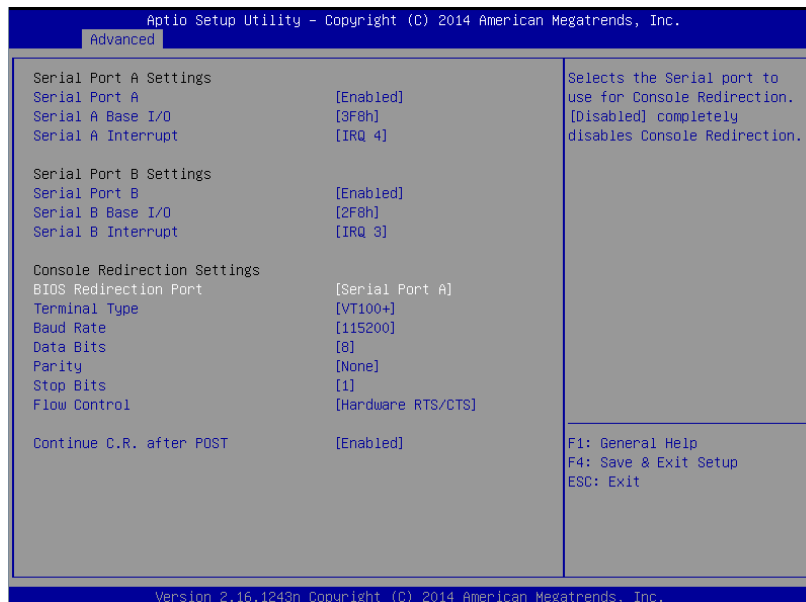 Aptio Setup Utility – Copyright (C) 2014 American Megatrends, Inc.
Advanced
Serial Port A Settings
Serial Port A [Enabled]
Serial A Base I/O [3F8h]
Serial A Interrupt [IRQ 4]
Serial Port B Settings
Serial Port B [Enabled]
Serial B Base I/O [2F8h]
Serial B Interrupt [IRQ 3]
Console Redirection Settings
BIOS Redirection Port [Serial Port A]
Terminal Type [VT100+]
Baud Rate [115200]
Data Bits [8]
Parity [None]
Stop Bits [1]
Flow Control [Hardware RTS/CTS]
Continue C.R. after POST [Enabled]
Selects the Serial port to
use for Console Redirection.
[Disabled] completely
disables Console Redirection.
F1: General Help
F4: Save & Exit Setup
ESC: Exit
Version 2.16.1243n Copyright (C) 2014 American Megatrends, Inc.